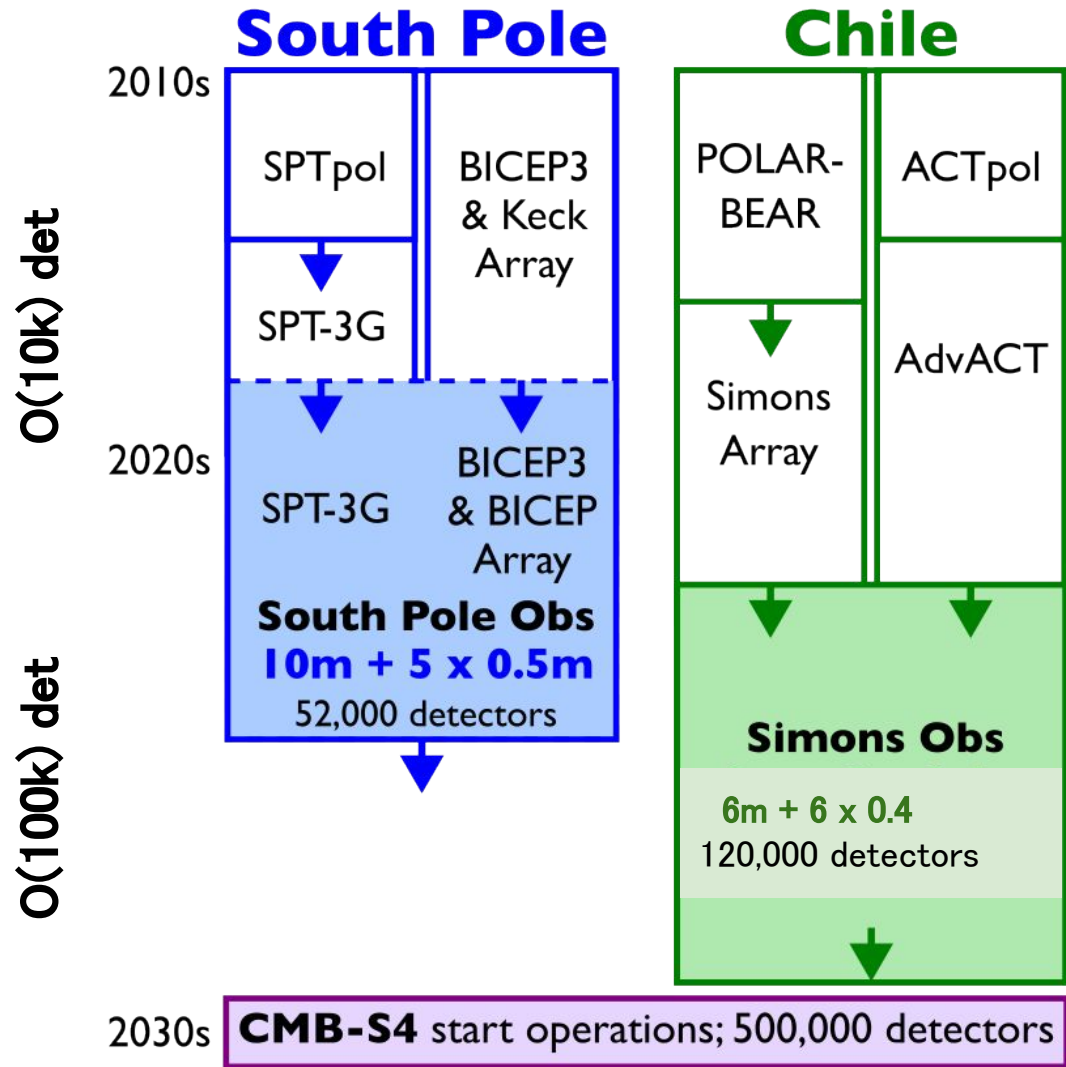 South Pole
Chile
2010s
SPTpol
BICEP3
& Keck
Array
POLAR-
BEAR
ACTpol
O(10k) det
SPT-3G
Simons
Array
AdvACT
2020s
SPT-3G
BICEP3
& BICEP
Array
South Pole Obs
10m + 5 x 0.5m
52,000 detectors
O(100k) det
Simons Obs
6m + 6 x 0.4
120,000 detectors
2030s
CMB-S4 start operations; 500,000 detectors